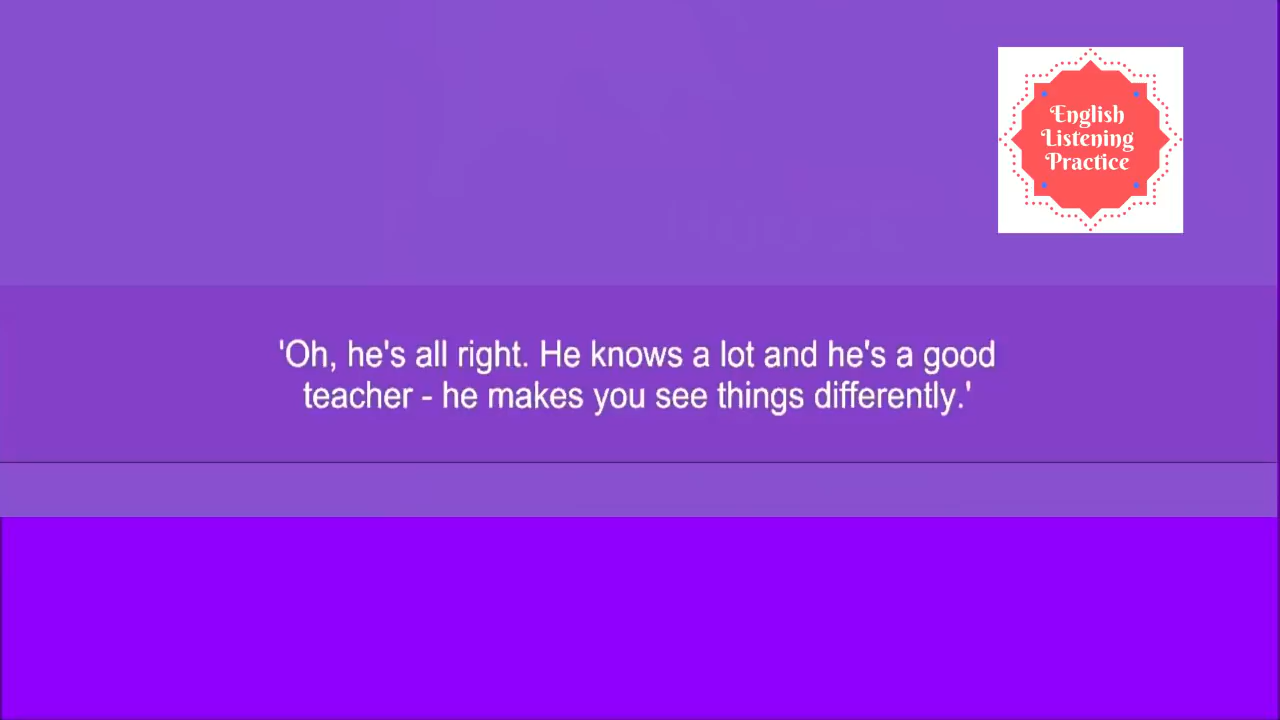 English
Listening
Practice
'Oh, he's all right. He knows a lot and he's a good
teacher - he makes you see things differently.'